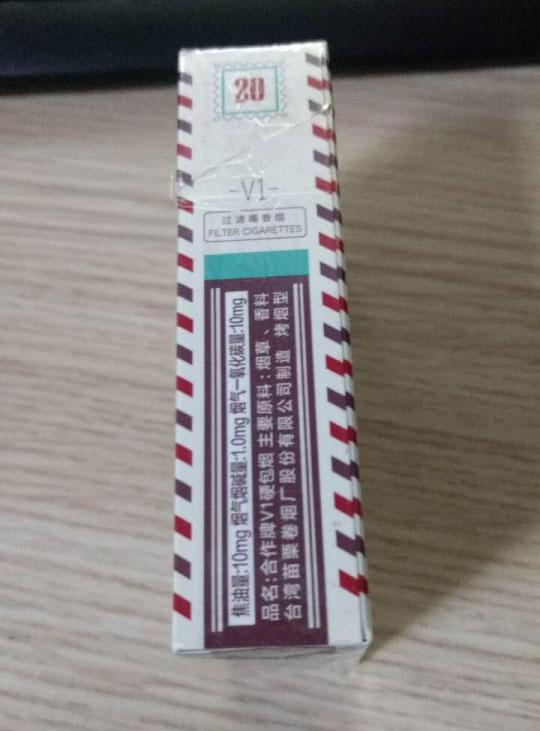 20
-V1-
过滤嘴香烟
FILTER CIGARETTES
焦油量:10mg 烟气烟碱量:1.0mg 烟气一氧化碳量:10mg
品名:合作牌V1硬包烟 主要原料:烟草、香料
台湾苗栗卷烟厂股份有限公司制造 烤烟型